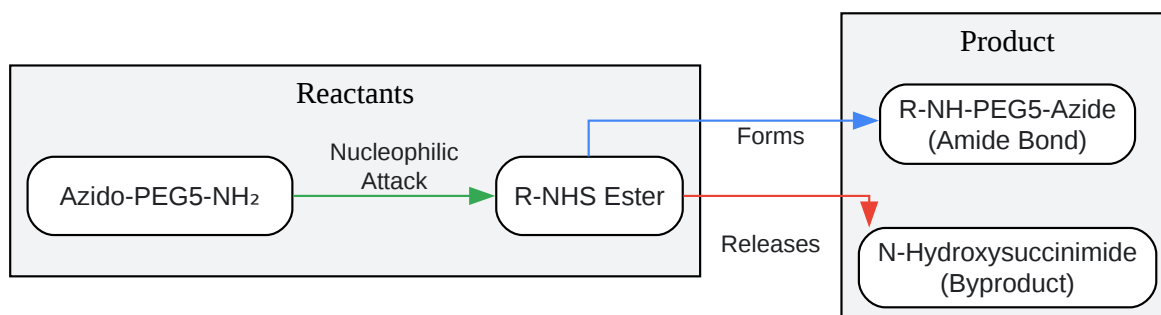 Reactants
Azido-PEG5-NH₂
Nucleophilic
Attack
R-NHS Ester
Forms
Releases
Product
R-NH-PEG5-Azide
(Amide Bond)
N-Hydroxysuccinimide
(Byproduct)